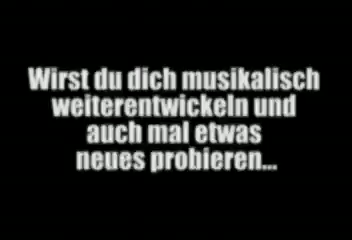 Wirst du dich musikalisch
weiterentwickeln und
auch mal etwas
neues probieren...